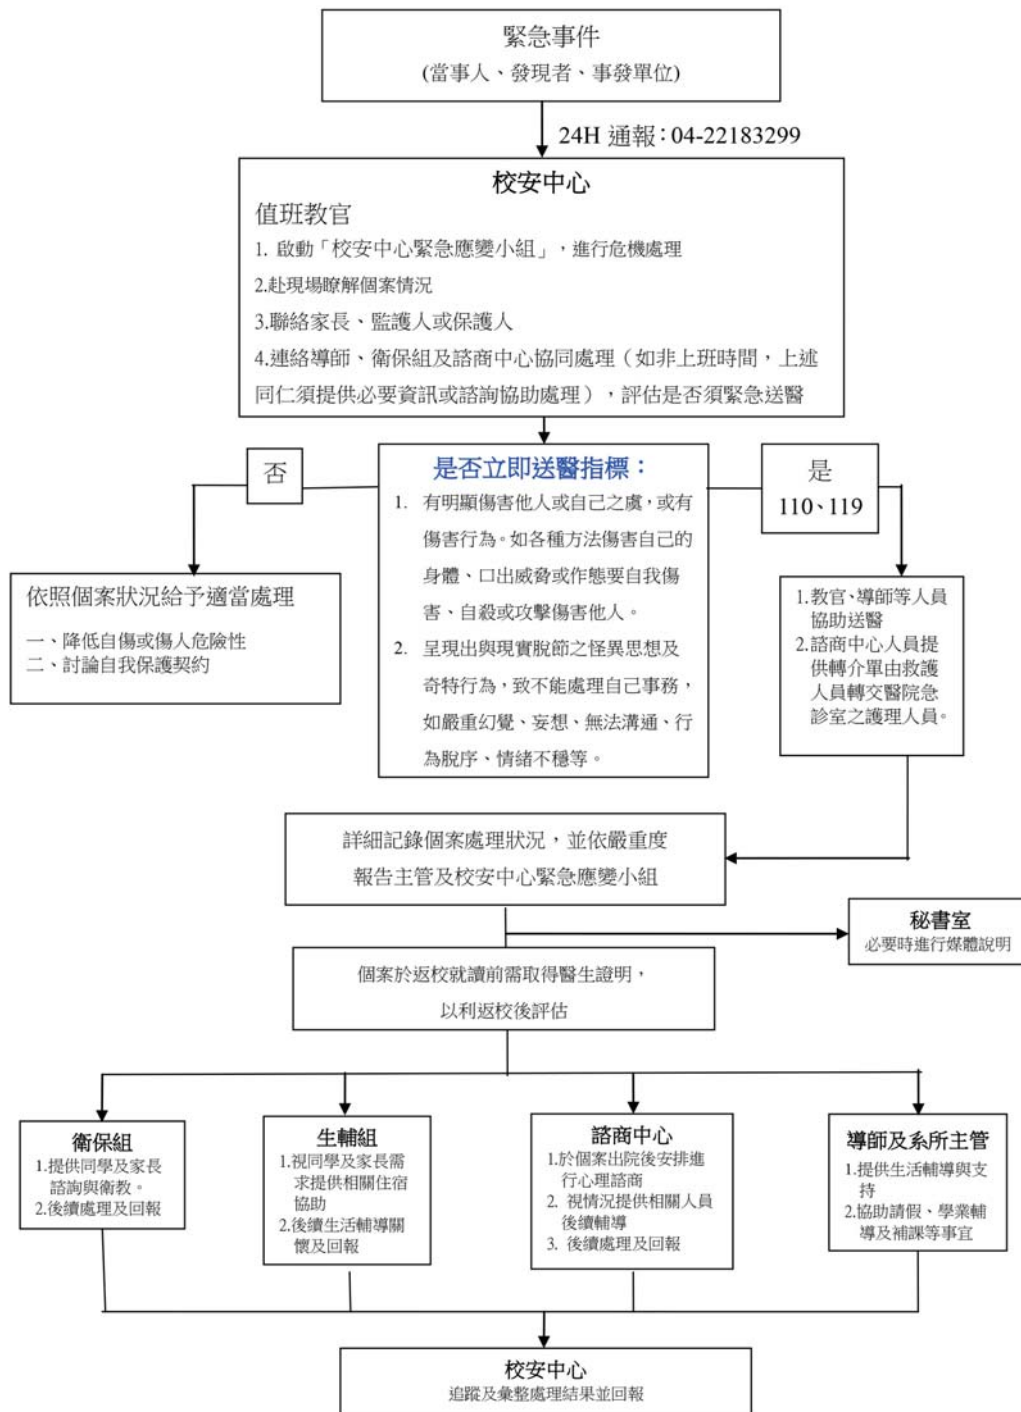 緊急事件
(當事人、發現者、事發單位)
24H 通報：04-22183299
校安中心
值班教官
1. 啟動「校安中心緊急應變小組」，進行危機處理
2.赴現場瞭解個案情況
3.聯絡家長、監護人或保護人
4.連絡導師、衛保組及諮商中心協同處理（如非上班時間，上述
同仁須提供必要資訊或諮詢協助處理），評估是否須緊急送醫
否
是否立即送醫指標：
1. 有明顯傷害他人或自己之虞，或有
傷害行為。如各種方法傷害自己的
身體、口出威脅或作態要自我傷
害、自殺或攻擊傷害他人。
2. 呈現出與現實脫節之怪異思想及
奇特行為，致不能處理自己事務，
如嚴重幻覺、妄想、無法溝通、行
為脫序、情緒不穩等。
是
110、119
依照個案狀況給予適當處理
一、降低自傷或傷人危險性
二、討論自我保護契約
1.教官、導師等人員
協助送醫
2.諮商中心人員提
供轉介單由救護
人員轉交醫院急
診室之護理人員。
詳細記錄個案處理狀況，並依嚴重度
報告主管及校安中心緊急應變小組
秘書室
必要時進行媒體說明
個案於返校就讀前需取得醫生證明，
以利返校後評估
衛保組
1.提供同學及家長
諮詢與衛教。
2.後續處理及回報
生輔組
1.視同學及家長需
求提供相關住宿
協助
2.後續生活輔導關
懷及回報
諮商中心
1.於個案出院後安排進
行心理諮商
2. 視情況提供相關人員
後續輔導
3. 後續處理及回報
導師及系所主管
1.提供生活輔導與支
持
2.協助請假、學業輔
導及補課等事宜
校安中心
追蹤及彙整處理結果並回報